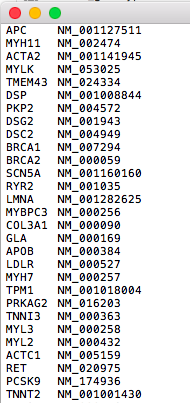 APC NM_001127511
MYH11 NM_002474
ACTA2 NM_001141945
MYLK NM_053025
TMEM43 NM_024334
DSP NM_001008844
PKP2 NM_004572
DSG2 NM_001943
DSC2 NM_004949
BRCA1 NM_007294
BRCA2 NM_000059
SCN5A NM_001160160
RYR2 NM_001035
LMNA NM_001282625
MYBPC3 NM_000256
COL3A1 NM_000090
GLA NM_000169
APOB NM_000384
LDLR NM_000527
MYH7 NM_000257
TPM1 NM_001018004
PRKAG2 NM_016203
TNNI3 NM_000363
MYL3 NM_000258
MYL2 NM_000432
ACTC1 NM_005159
RET NM_020975
PCSK9 NM_174936
TNNT2 NM_001001430